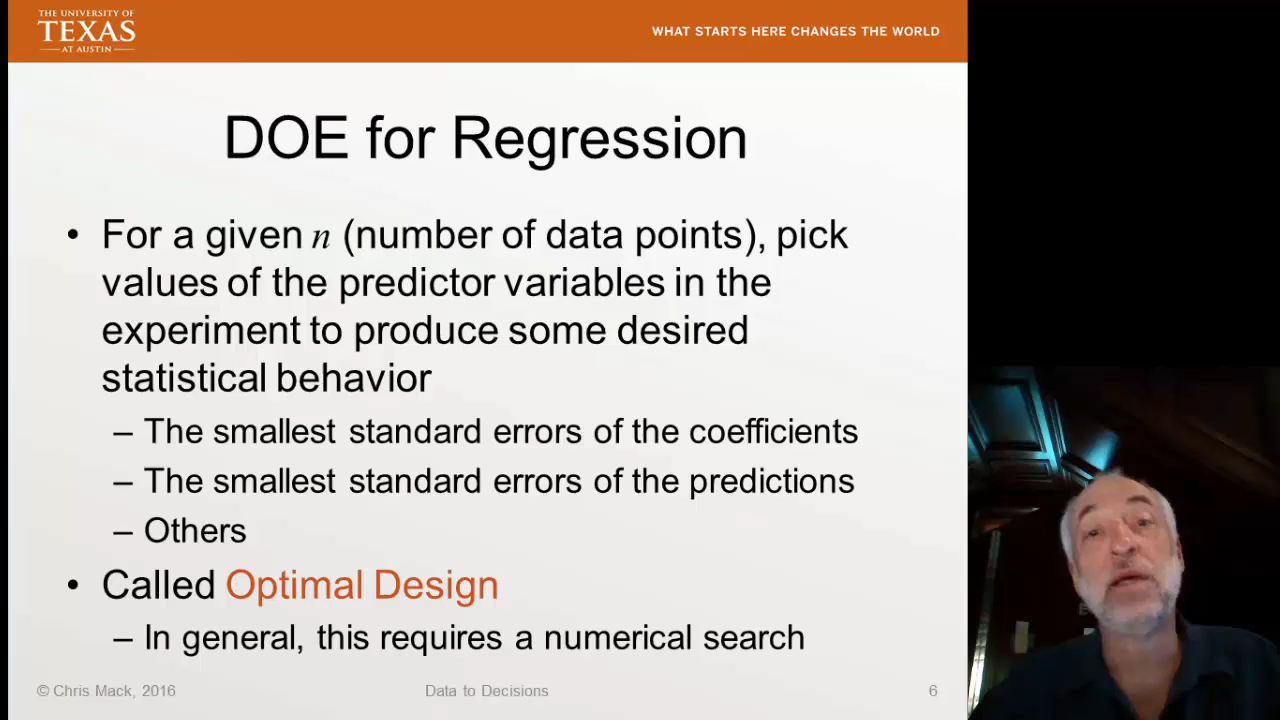 THE UNIVERSITY OF
TEXAS
AT AUSTIN
WHAT STARTS HERE CHANGES THE WORLD
DOE for Regression
• For a given n (number of data points), pick
values of the predictor variables in the
experiment to produce some desired
statistical behavior
– The smallest standard errors of the coefficients
– The smallest standard errors of the predictions
– Others
• Called Optimal Design
– In general, this requires a numerical search
© Chris Mack, 2016
Data to Decisions
6